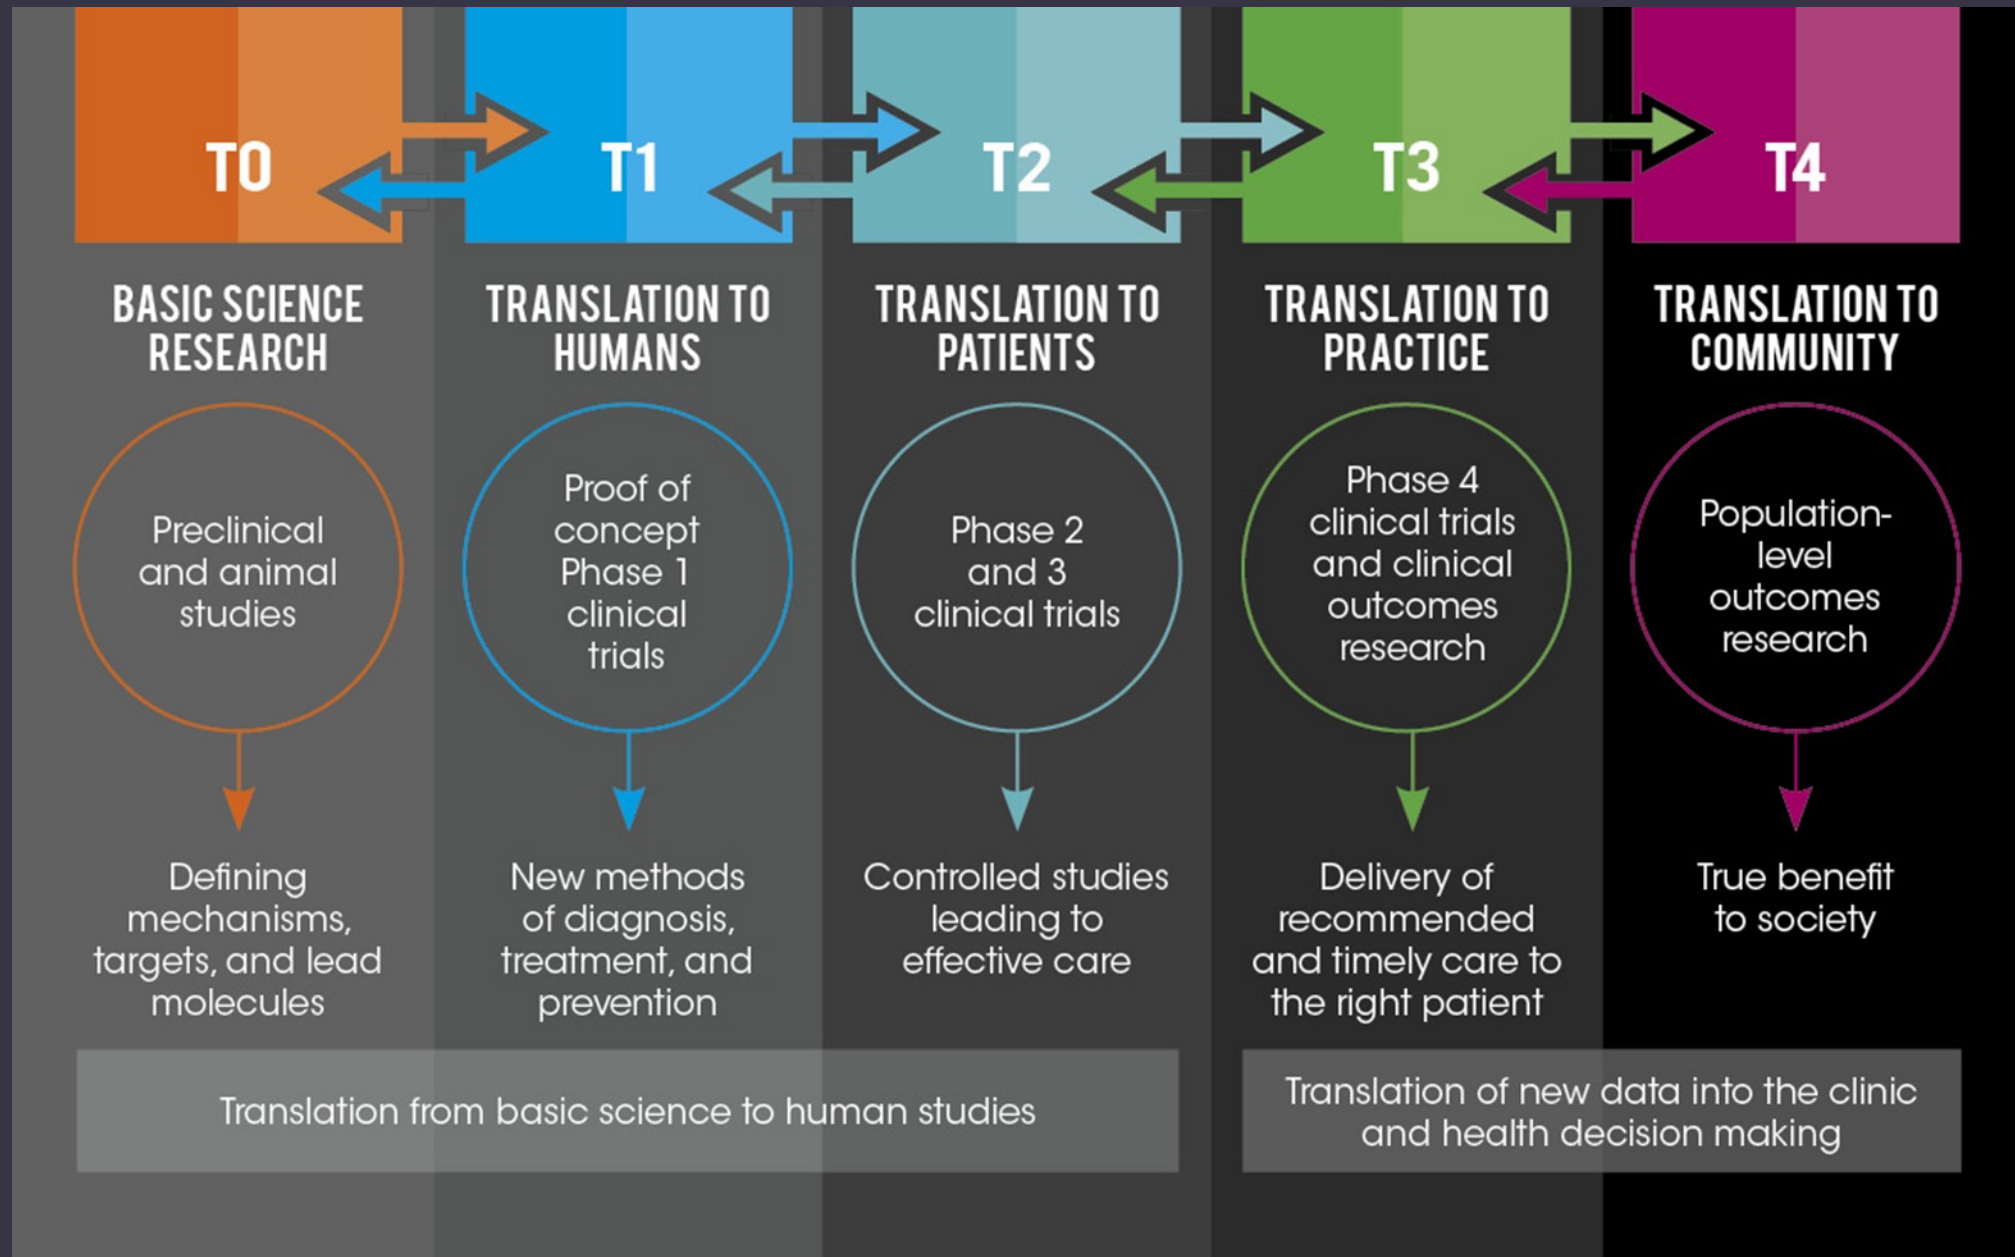 T0
T1
T2
T3
T4
BASIC SCIENCE
RESEARCH
TRANSLATION TO
HUMANS
TRANSLATION TO
PATIENTS
TRANSLATION TO
PRACTICE
TRANSLATION TO
COMMUNITY
Preclinical
and animal
studies
Proof of
concept
Phase 1
clinical
trials
Phase 2
and 3
clinical trials
Phase 4
clinical trials
and clinical
outcomes
research
Population-
level
outcomes
research
Defining
mechanisms,
targets, and lead
molecules
New methods
of diagnosis,
treatment, and
prevention
Controlled studies
leading to
effective care
Delivery of
recommended
and timely care to
the right patient
True benefit
to society
Translation from basic science to human studies
Translation of new data into the clinic
and health decision making